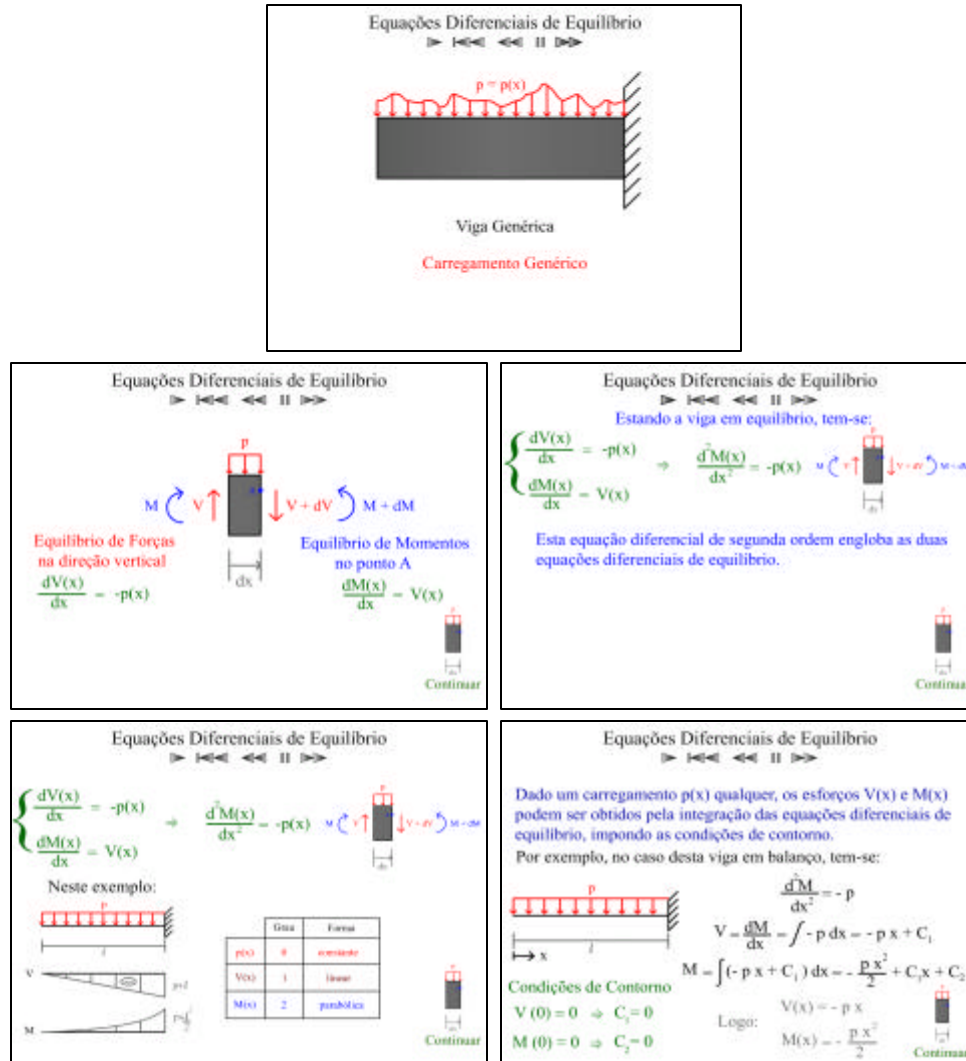 Equações Diferenciais de Equilíbrio
p = p(x)
Viga Genérica
Carregamento Genérico
Equações Diferenciais de Equilíbrio
p
M V V + dV M + dM
Equilíbrio de Forças
na direção vertical
dV(x)/dx = -p(x)
dx
Equilíbrio de Momentos
no ponto A
dM(x)/dx = V(x)
Continuar
Equações Diferenciais de Equilíbrio
Estando a viga em equilíbrio, tem-se:
dV(x)/dx = -p(x)
dM(x)/dx = V(x)
⇒ d²M(x)/dx² = -p(x)
p
M V V + dV M + dM
dx
Esta equação diferencial de segunda ordem engloba as duas
equações diferenciais de equilíbrio.
Continuar
Equações Diferenciais de Equilíbrio
dV(x)/dx = -p(x)
dM(x)/dx = V(x)
⇒ d²M(x)/dx² = -p(x)
p
M V V + dV M + dM
dx
Neste exemplo:
p
l
V
M
Grau Forma
p(x) 0 constante
V(x) 1 linear
M(x) 2 parabólica
Continuar
Equações Diferenciais de Equilíbrio
Dado um carregamento p(x) qualquer, os esforços V(x) e M(x)
podem ser obtidos pela integração das equações diferenciais de
equilíbrio, impondo as condições de contorno.
Por exemplo, no caso desta viga em balanço, tem-se:
p
l
x
d²M/dx² = - p
V = dM/dx = ∫ - p dx = - p x + C₁
M = ∫(- p x + C₁) dx = - p x²/2 + C₁x + C₂
Condições de Contorno
V (0) = 0 ⇒ C₁= 0
M (0) = 0 ⇒ C₂= 0
Logo:
V(x) = - p x
M(x) = - p x²/2
Continuar